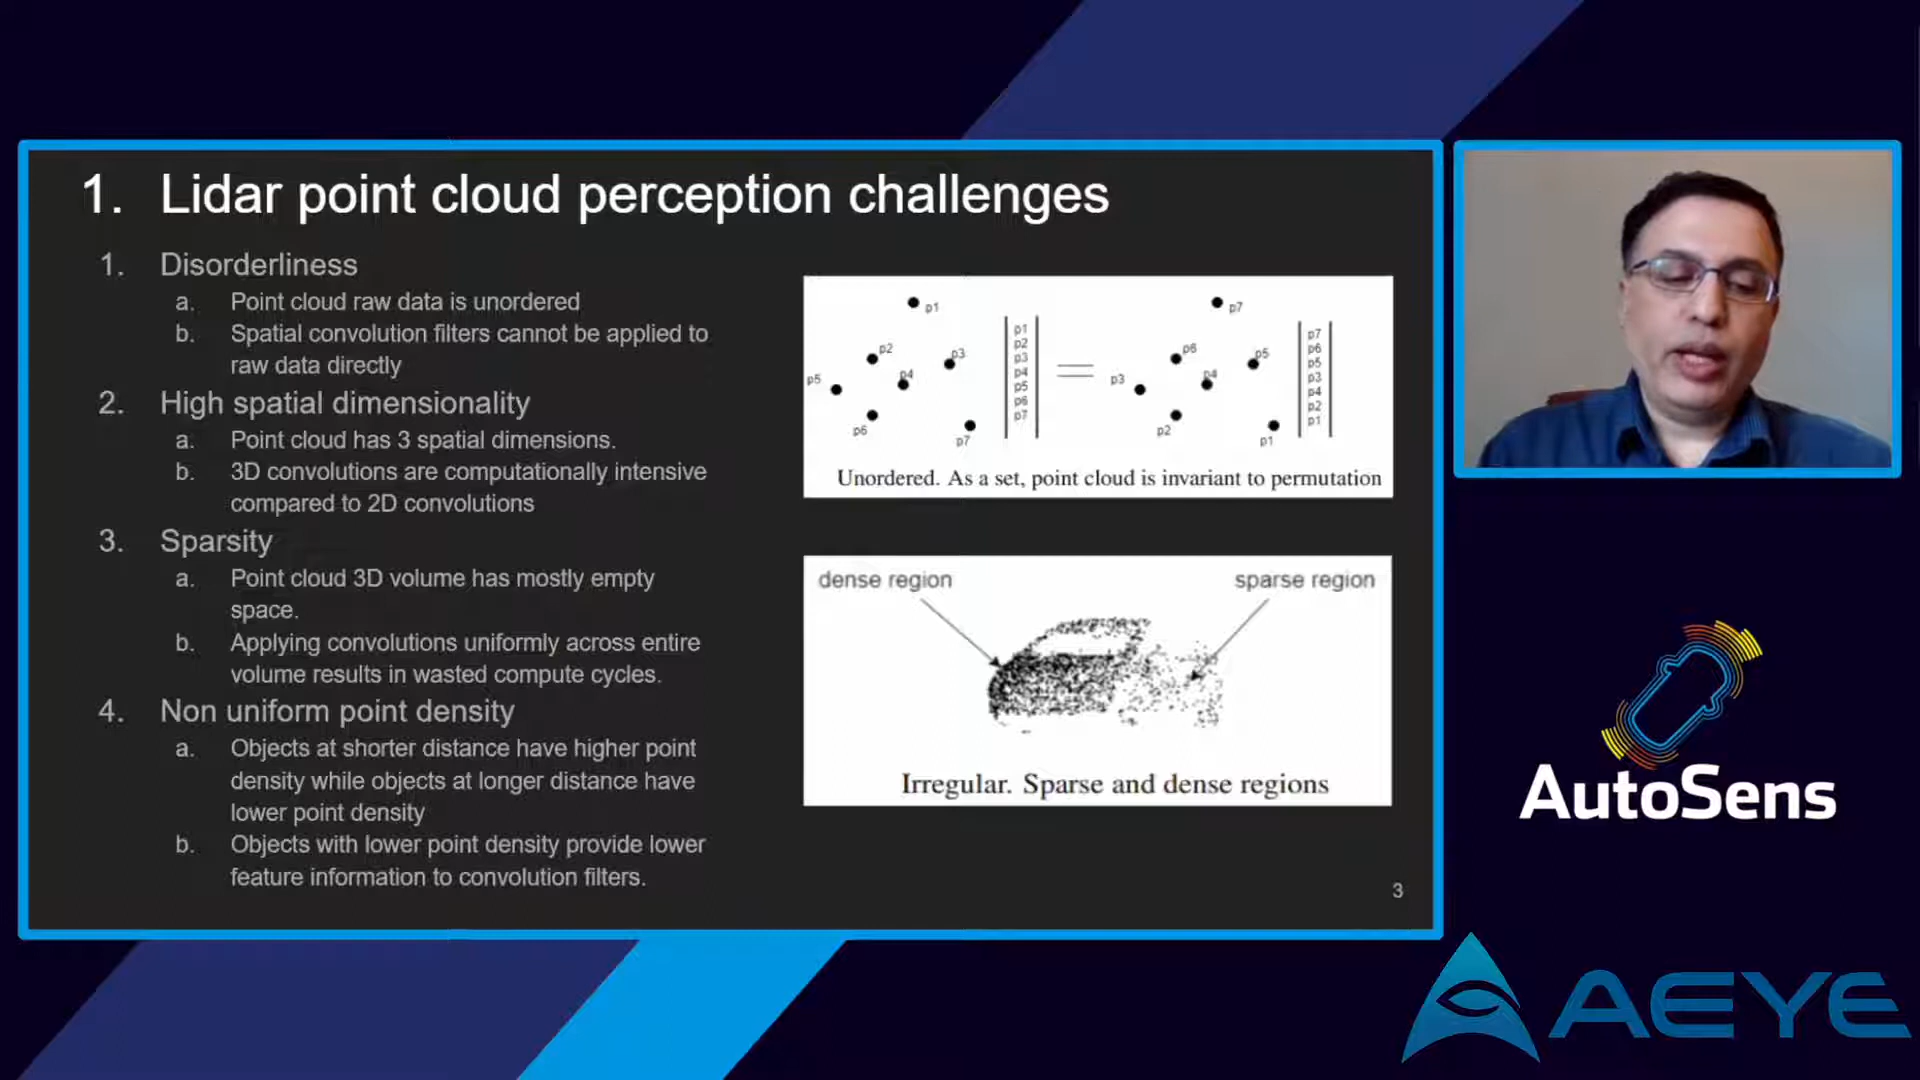 1. Lidar point cloud perception challenges
1. Disorderliness
a. Point cloud raw data is unordered
b. Spatial convolution filters cannot be applied to
raw data directly
2. High spatial dimensionality
a. Point cloud has 3 spatial dimensions.
b. 3D convolutions are computationally intensive
compared to 2D convolutions
3. Sparsity
a. Point cloud 3D volume has mostly empty
space.
b. Applying convolutions uniformly across entire
volume results in wasted compute cycles.
4. Non uniform point density
a. Objects at shorter distance have higher point
density while objects at longer distance have
lower point density
b. Objects with lower point density provide lower
feature information to convolution filters.
p1
p2
p3
p4
p5
p6
p7
p1
p2
p3
p4
p5
p6
p7
p7
p6
p5
p4
p3
p2
p1
p7
p6
p5
p3
p4
p2
p1
Unordered. As a set, point cloud is invariant to permutation
dense region
sparse region
Irregular. Sparse and dense regions
3
AutoSens
AEYE